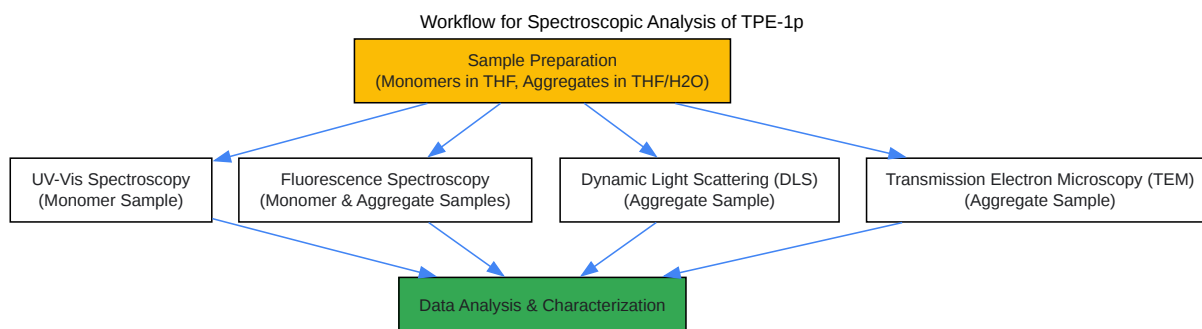 Workflow for Spectroscopic Analysis of TPE-1p
Sample Preparation
(Monomers in THF, Aggregates in THF/H2O)
UV-Vis Spectroscopy
(Monomer Sample)
Fluorescence Spectroscopy
(Monomer & Aggregate Samples)
Dynamic Light Scattering (DLS)
(Aggregate Sample)
Transmission Electron Microscopy (TEM)
(Aggregate Sample)
Data Analysis & Characterization